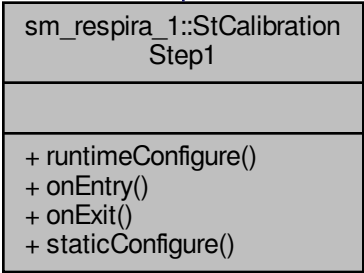 sm_respira_1::StCalibration
Step1
+ runtimeConfigure()
+ onEntry()
+ onExit()
+ staticConfigure()